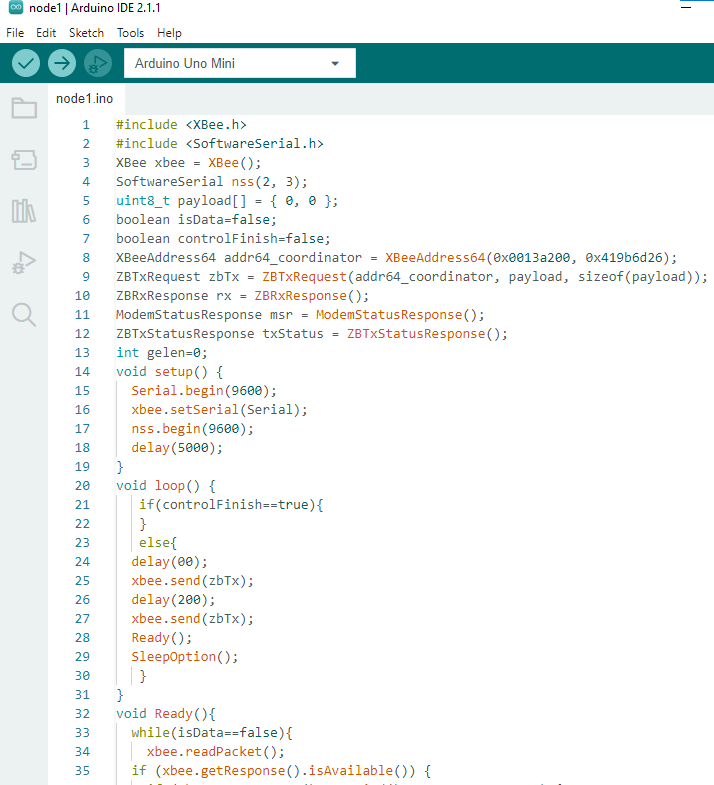 node1 | Arduino IDE 2.1.1
File Edit Sketch Tools Help
Arduino Uno Mini
node1.ino
1 #include <XBee.h>
2 #include <SoftwareSerial.h>
3 XBee xbee = XBee();
4 SoftwareSerial nss(2, 3);
5 uint8_t payload[] = { 0, 0 };
6 boolean isData=false;
7 boolean controlFinish=false;
8 XBeeAddress64 addr64_coordinator = XBeeAddress64(0x0013a200, 0x419b6d26);
9 ZBTxRequest zbTx = ZBTxRequest(addr64_coordinator, payload, sizeof(payload));
10 ZBRxResponse rx = ZBRxResponse();
11 ModemStatusResponse msr = ModemStatusResponse();
12 ZBTxStatusResponse txStatus = ZBTxStatusResponse();
13 int gelen=0;
14 void setup() {
15 Serial.begin(9600);
16 xbee.setSerial(Serial);
17 nss.begin(9600);
18 delay(5000);
19 }
20 void loop() {
21 if(controlFinish==true){
22 }
23 else{
24 delay(00);
25 xbee.send(zbTx);
26 delay(200);
27 xbee.send(zbTx);
28 Ready();
29 SleepOption();
30 }
31 }
32 void Ready(){
33 while(isData==false){
34 xbee.readPacket();
35 if (xbee.getResponse().isAvailable()) {